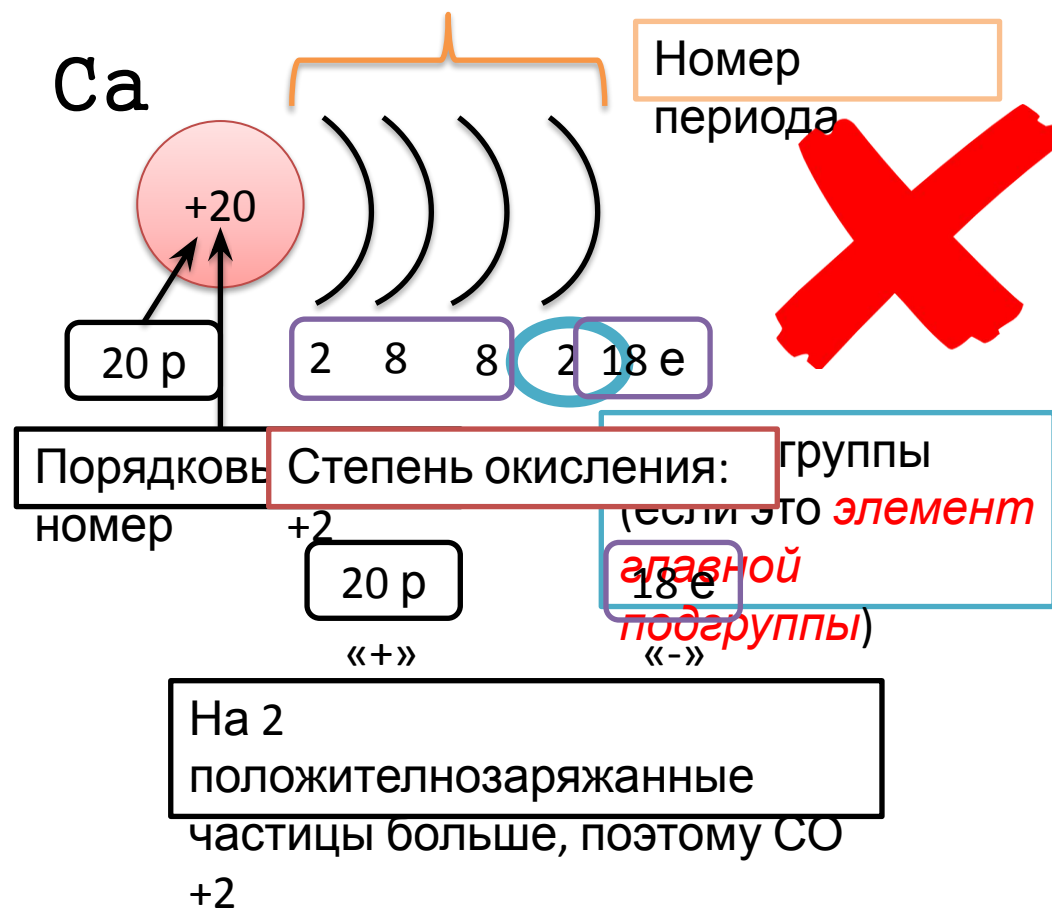 Ca
Номер
периода
+20
20 р
2 8 8 2 18 е
Порядковы
номер
Степень окисления:
+2
группы
(если это элемент
главной
подгруппы)
20 р
18 е
«+» «-»
На 2
положителнозаряжанные
частицы больше, поэтому СО
+2